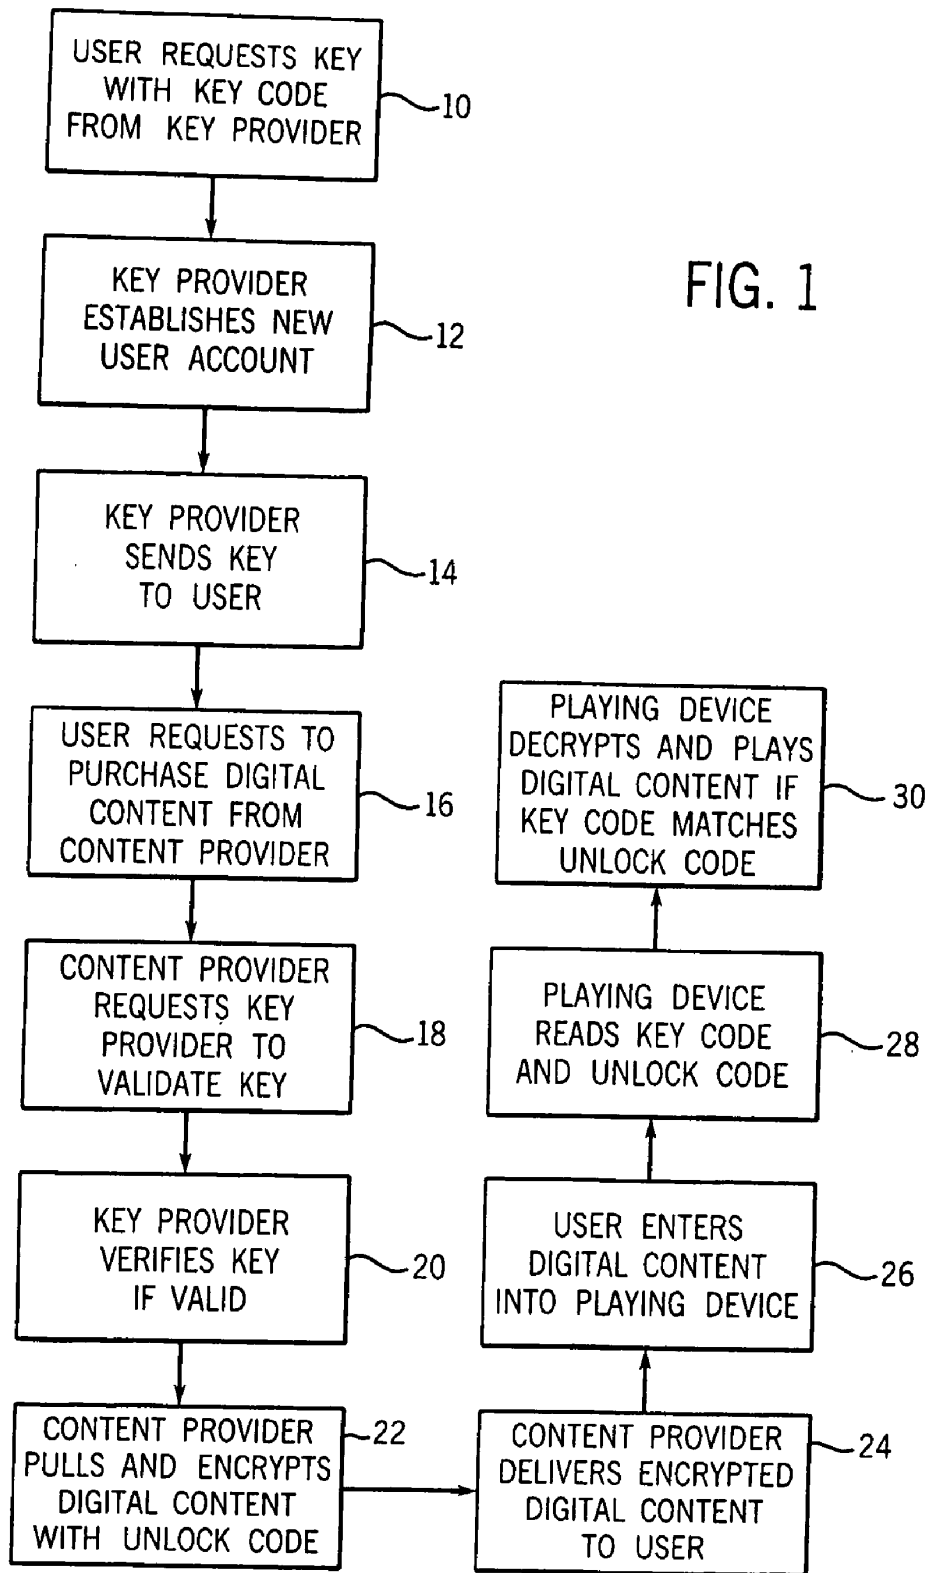 USER REQUESTS KEY
WITH KEY CODE
FROM KEY PROVIDER
10
KEY PROVIDER
ESTABLISHES NEW
USER ACCOUNT
12
FIG. 1
KEY PROVIDER
SENDS KEY
TO USER
14
USER REQUESTS TO
PURCHASE DIGITAL
CONTENT FROM
CONTENT PROVIDER
16
CONTENT PROVIDER
REQUESTS KEY
PROVIDER TO
VALIDATE KEY
18
KEY PROVIDER
VERIFIES KEY
IF VALID
20
CONTENT PROVIDER
PULLS AND ENCRYPTS
DIGITAL CONTENT
WITH UNLOCK CODE
22
CONTENT PROVIDER
DELIVERS ENCRYPTED
DIGITAL CONTENT
TO USER
24
USER ENTERS
DIGITAL CONTENT
INTO PLAYING DEVICE
26
PLAYING DEVICE
READS KEY CODE
AND UNLOCK CODE
28
PLAYING DEVICE
DECRYPTS AND PLAYS
DIGITAL CONTENT IF
KEY CODE MATCHES
UNLOCK CODE
30